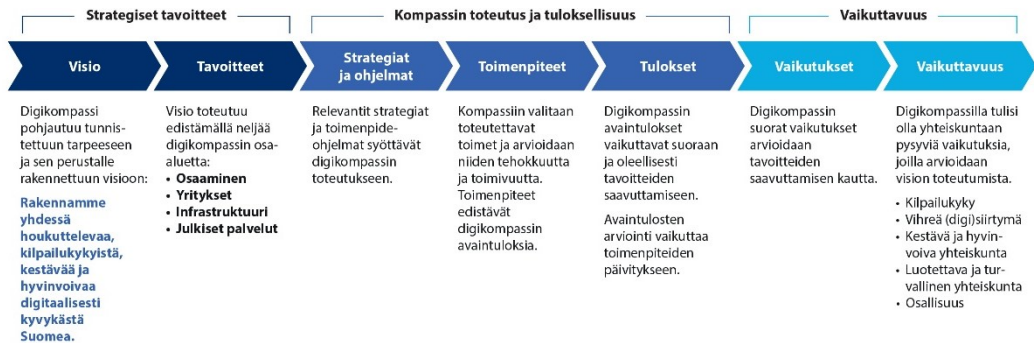 Strategiset tavoitteet
Kompassin toteutus ja tuloksellisuus
Vaikuttavuus
Visio
Tavoitteet
Strategiat
ja ohjelmat
Toimenpiteet
Tulokset
Vaikutukset
Vaikuttavuus
Digikompassi
pohjautuu tunnis-
tettuun tarpeeseen
ja sen perustalle
rakennettuun visioon:
Rakennamme
yhdessä
houkuttelevaa,
kilpailukykyistä,
kestävää ja
hyvinvoivaa
digitaalisesti
kyvykästä
Suomea.
Visio toteutuu
edistämällä neljää
digikompassin osa-
aluetta:
• Osaaminen
• Yritykset
• Infrastruktuuri
• Julkiset palvelut
Relevantit strategiat
ja toimenpide-
ohjelmat syöttävät
digikompassin
toteutukseen.
Kompassiin valitaan
toteutettavat
toimet ja arvioidaan
niiden tehokkuutta
ja toimivuutta.
Toimenpiteet
edistävät
digikompassin
avaintuloksia.
Digikompassin
avaintulokset
vaikuttavat suoraan
ja oleellisesti
tavoitteiden
saavuttamiseen.
Avaintulosten
arviointi vaikuttaa
toimenpiteiden
päivitykseen.
Digikompassin
suorat vaikutukset
arvioidaan
tavoitteiden
saavuttamisen kautta.
Digikompassilla tulisi
olla yhteiskuntaan
pysyviä vaikutuksia,
joilla arvioidaan
vision toteutumista.
• Kilpailukyky
• Vihreä (digi)siirtymä
• Kestävä ja hyvin-
voiva yhteiskunta
• Luotettava ja tur-
vallinen yhteiskunta
• Osallisuus